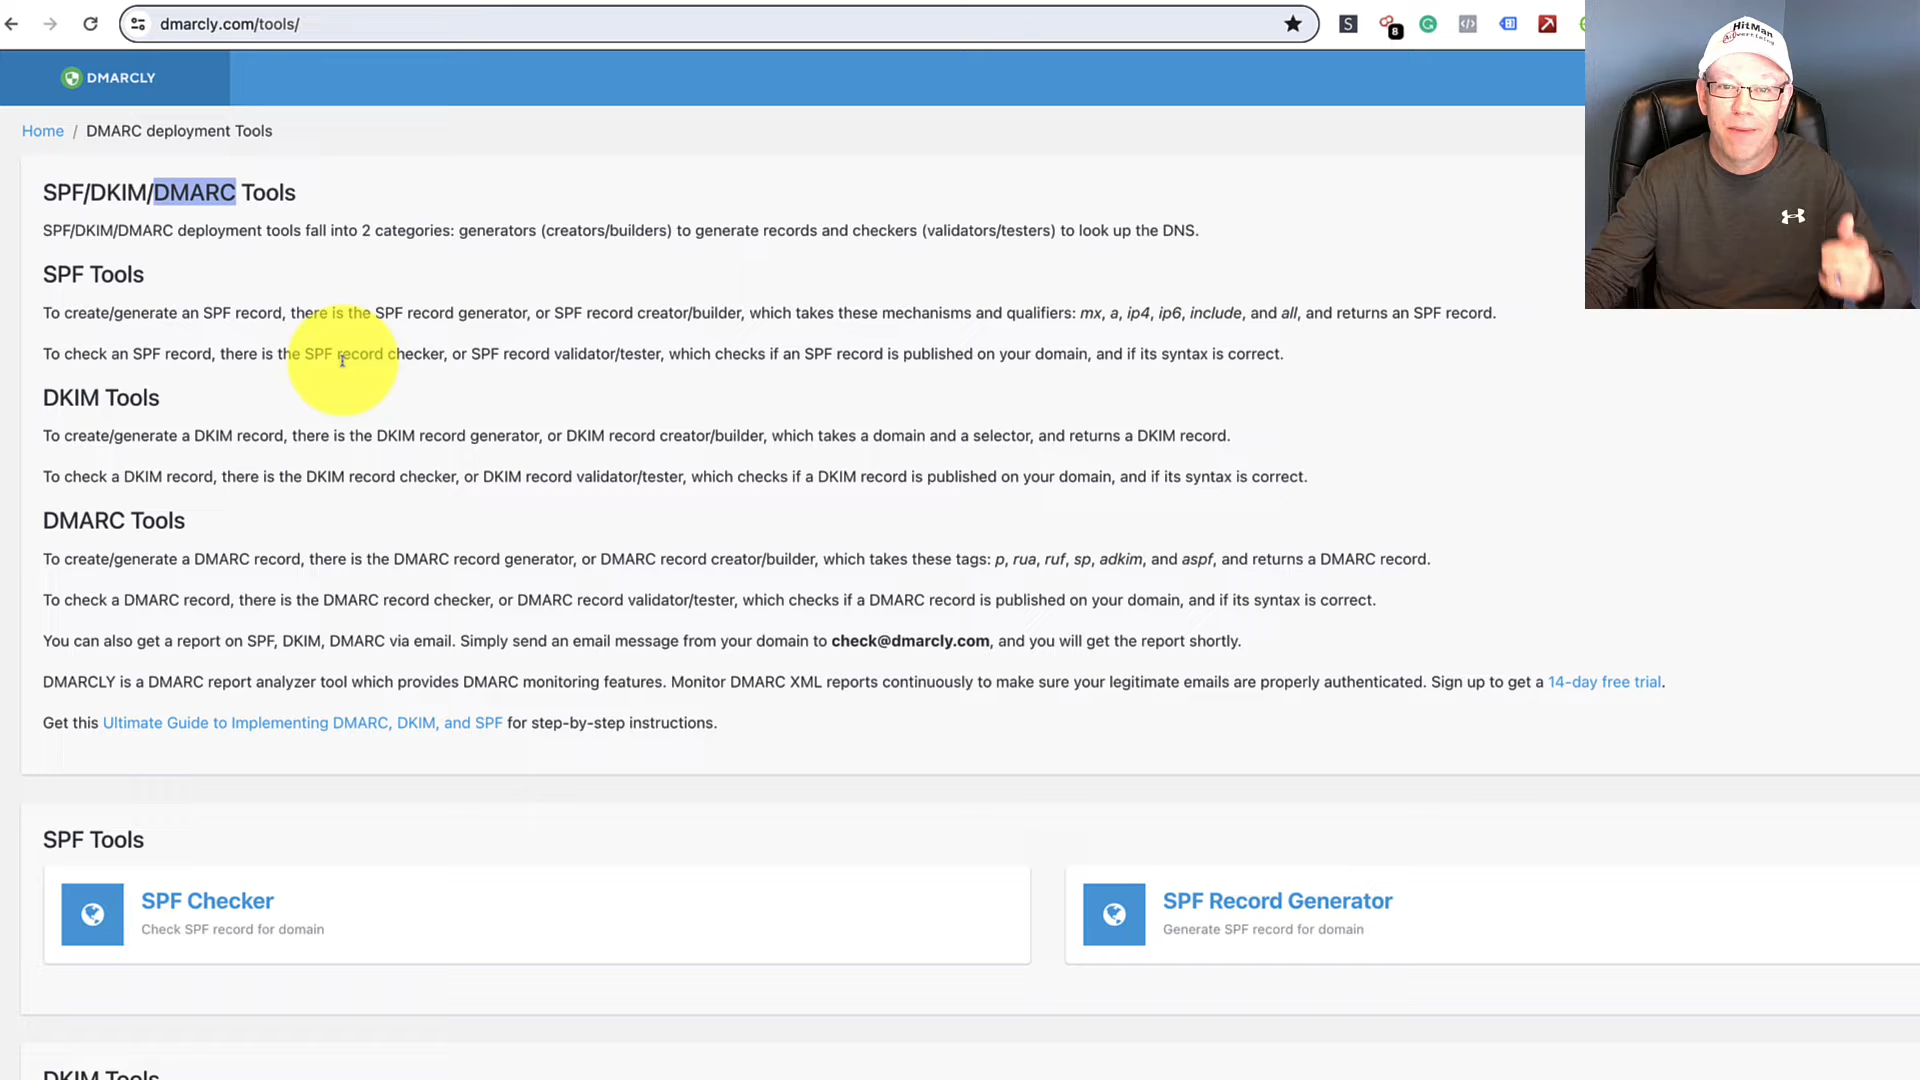 dmarcly.com/tools/
S
8
DMARCLY
Home / DMARC deployment Tools
HitMan
Advertising
SPF/DKIM/DMARC Tools
SPF/DKIM/DMARC deployment tools fall into 2 categories: generators (creators/builders) to generate records and checkers (validators/testers) to look up the DNS.
SPF Tools
To create/generate an SPF record, there is the SPF record generator, or SPF record creator/builder, which takes these mechanisms and qualifiers: mx, a, ip4, ip6, include, and all, and returns an SPF record.
To check an SPF record, there is the SPF record checker, or SPF record validator/tester, which checks if an SPF record is published on your domain, and if its syntax is correct.
DKIM Tools
To create/generate a DKIM record, there is the DKIM record generator, or DKIM record creator/builder, which takes a domain and a selector, and returns a DKIM record.
To check a DKIM record, there is the DKIM record checker, or DKIM record validator/tester, which checks if a DKIM record is published on your domain, and if its syntax is correct.
DMARC Tools
To create/generate a DMARC record, there is the DMARC record generator, or DMARC record creator/builder, which takes these tags: p, rua, ruf, sp, adkim, and aspf, and returns a DMARC record.
To check a DMARC record, there is the DMARC record checker, or DMARC record validator/tester, which checks if a DMARC record is published on your domain, and if its syntax is correct.
You can also get a report on SPF, DKIM, DMARC via email. Simply send an email message from your domain to check@dmarcly.com, and you will get the report shortly.
DMARCLY is a DMARC report analyzer tool which provides DMARC monitoring features. Monitor DMARC XML reports continuously to make sure your legitimate emails are properly authenticated. Sign up to get a 14-day free trial.
Get this Ultimate Guide to Implementing DMARC, DKIM, and SPF for step-by-step instructions.
SPF Tools
SPF Checker
Check SPF record for domain
SPF Record Generator
Generate SPF record for domain
DKIM Tools